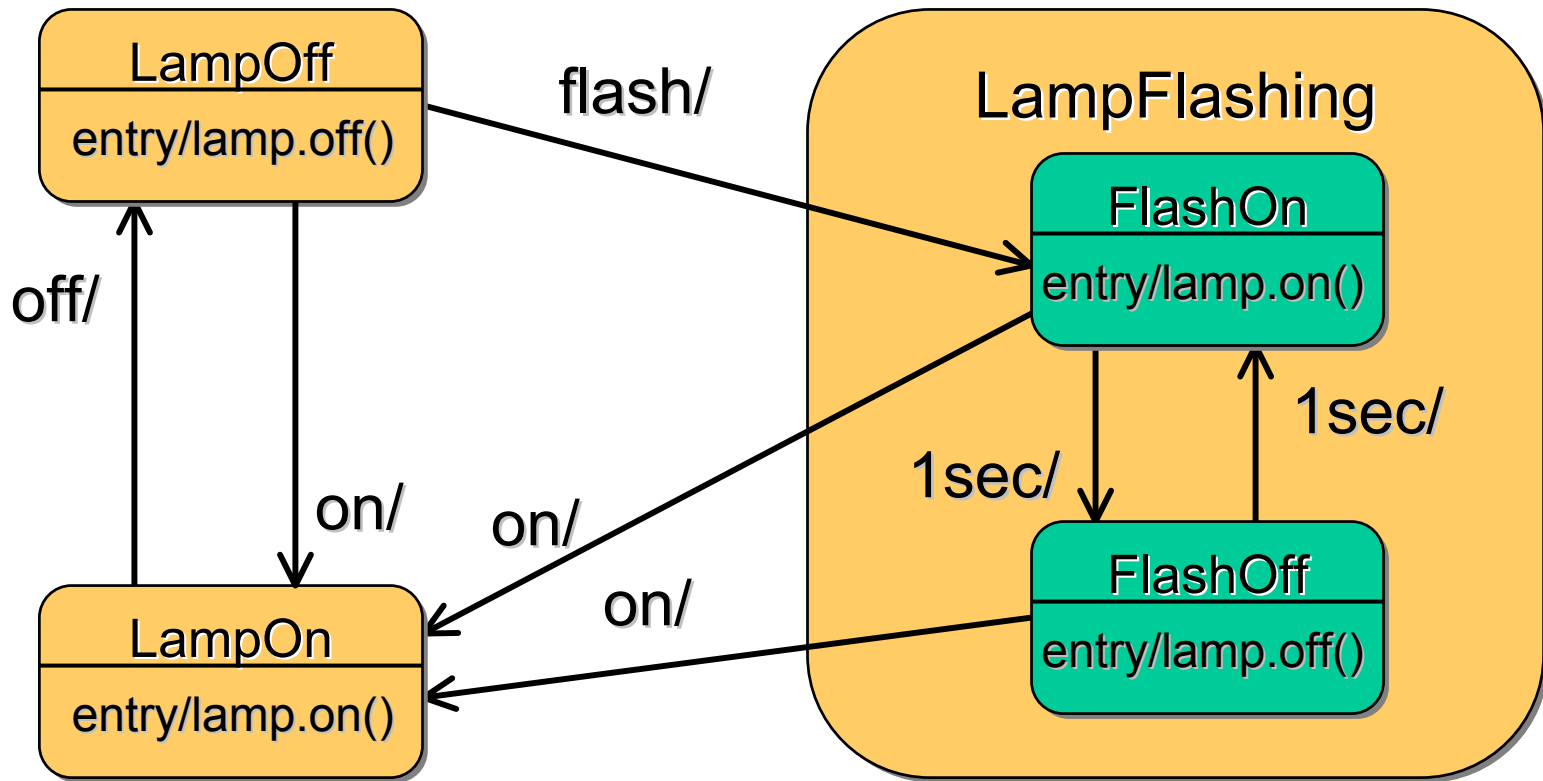 LampOff
entry/lamp.off()
flash/
LampFlashing
FlashOn
entry/lamp.on()
off/
on/
on/
1sec/
1sec/
on/
FlashOff
entry/lamp.off()
LampOn
entry/lamp.on()